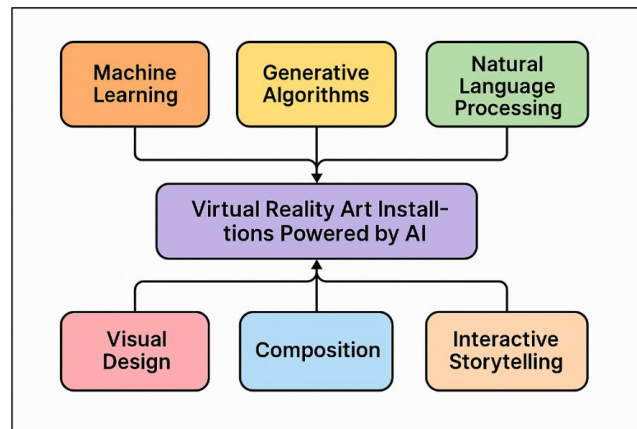 Machine
Learning
Generative
Algorithms
Natural
Language
Processing
Virtual Reality Art Install-
tions Powered by AI
Visual
Design
Composition
Interactive
Storytelling